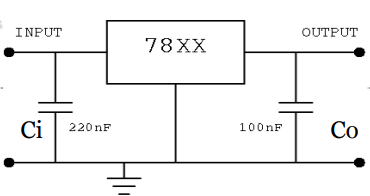 INPUT
OUTPUT
78XX
Ci
220nF
100nF
Co